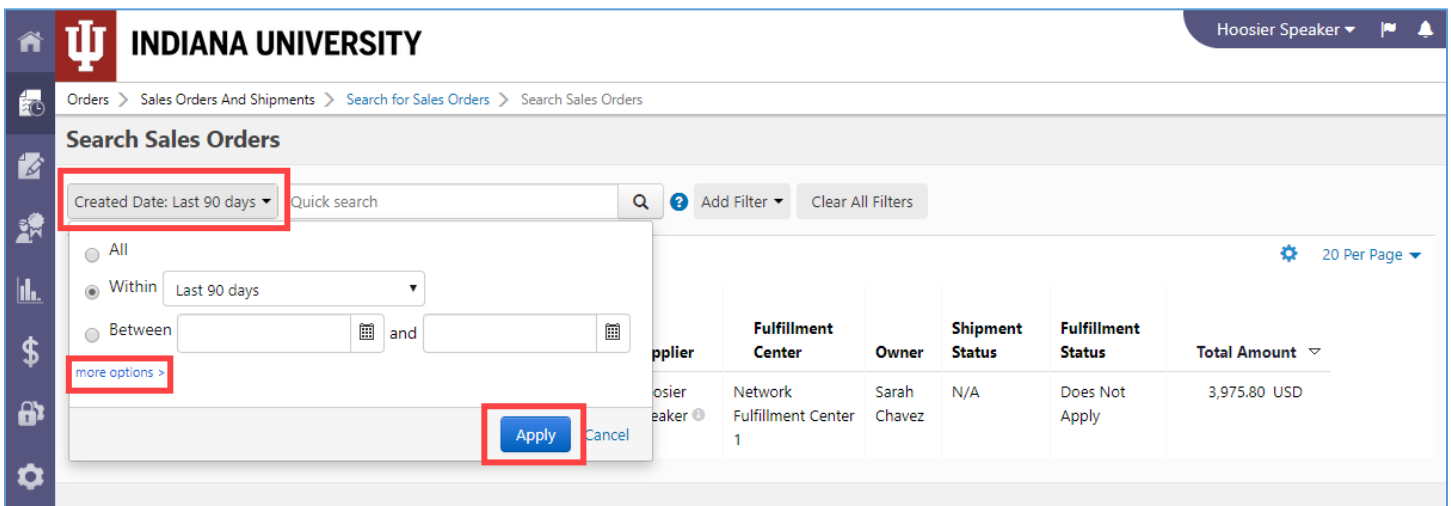 INDIANA UNIVERSITY
Hoosier Speaker
Orders > Sales Orders And Shipments > Search for Sales Orders > Search Sales Orders
Search Sales Orders
Created Date: Last 90 days
Quick search
?
Add Filter
Clear All Filters
All
Within Last 90 days
Between and
more options >
Apply Cancel
20 Per Page
pplier
Fulfillment
Center
Owner
Shipment
Status
Fulfillment
Status
Total Amount
osier
eaker
Network
Fulfillment Center
1
Sarah
Chavez
N/A
Does Not
Apply
3,975.80 USD